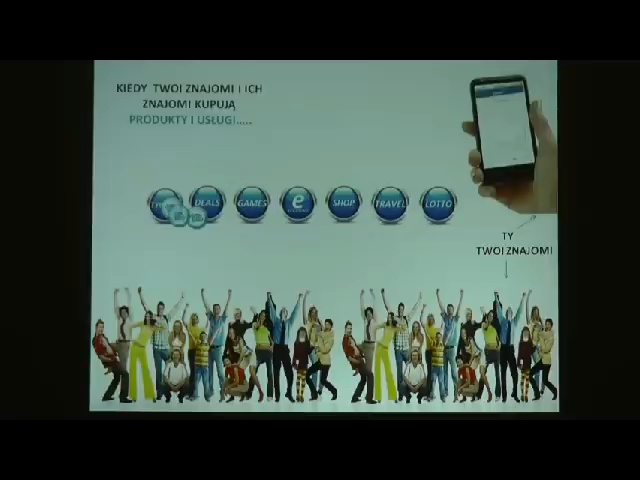 KIEDY TWOI ZNAJOMI I ICH
ZNAJOMI KUPUJĄ
PRODUKTY I USŁUGI.....
DEALS
GAMES
e
SHOP
TRAVEL
LOTTO
TY
TWOI ZNAJOMI